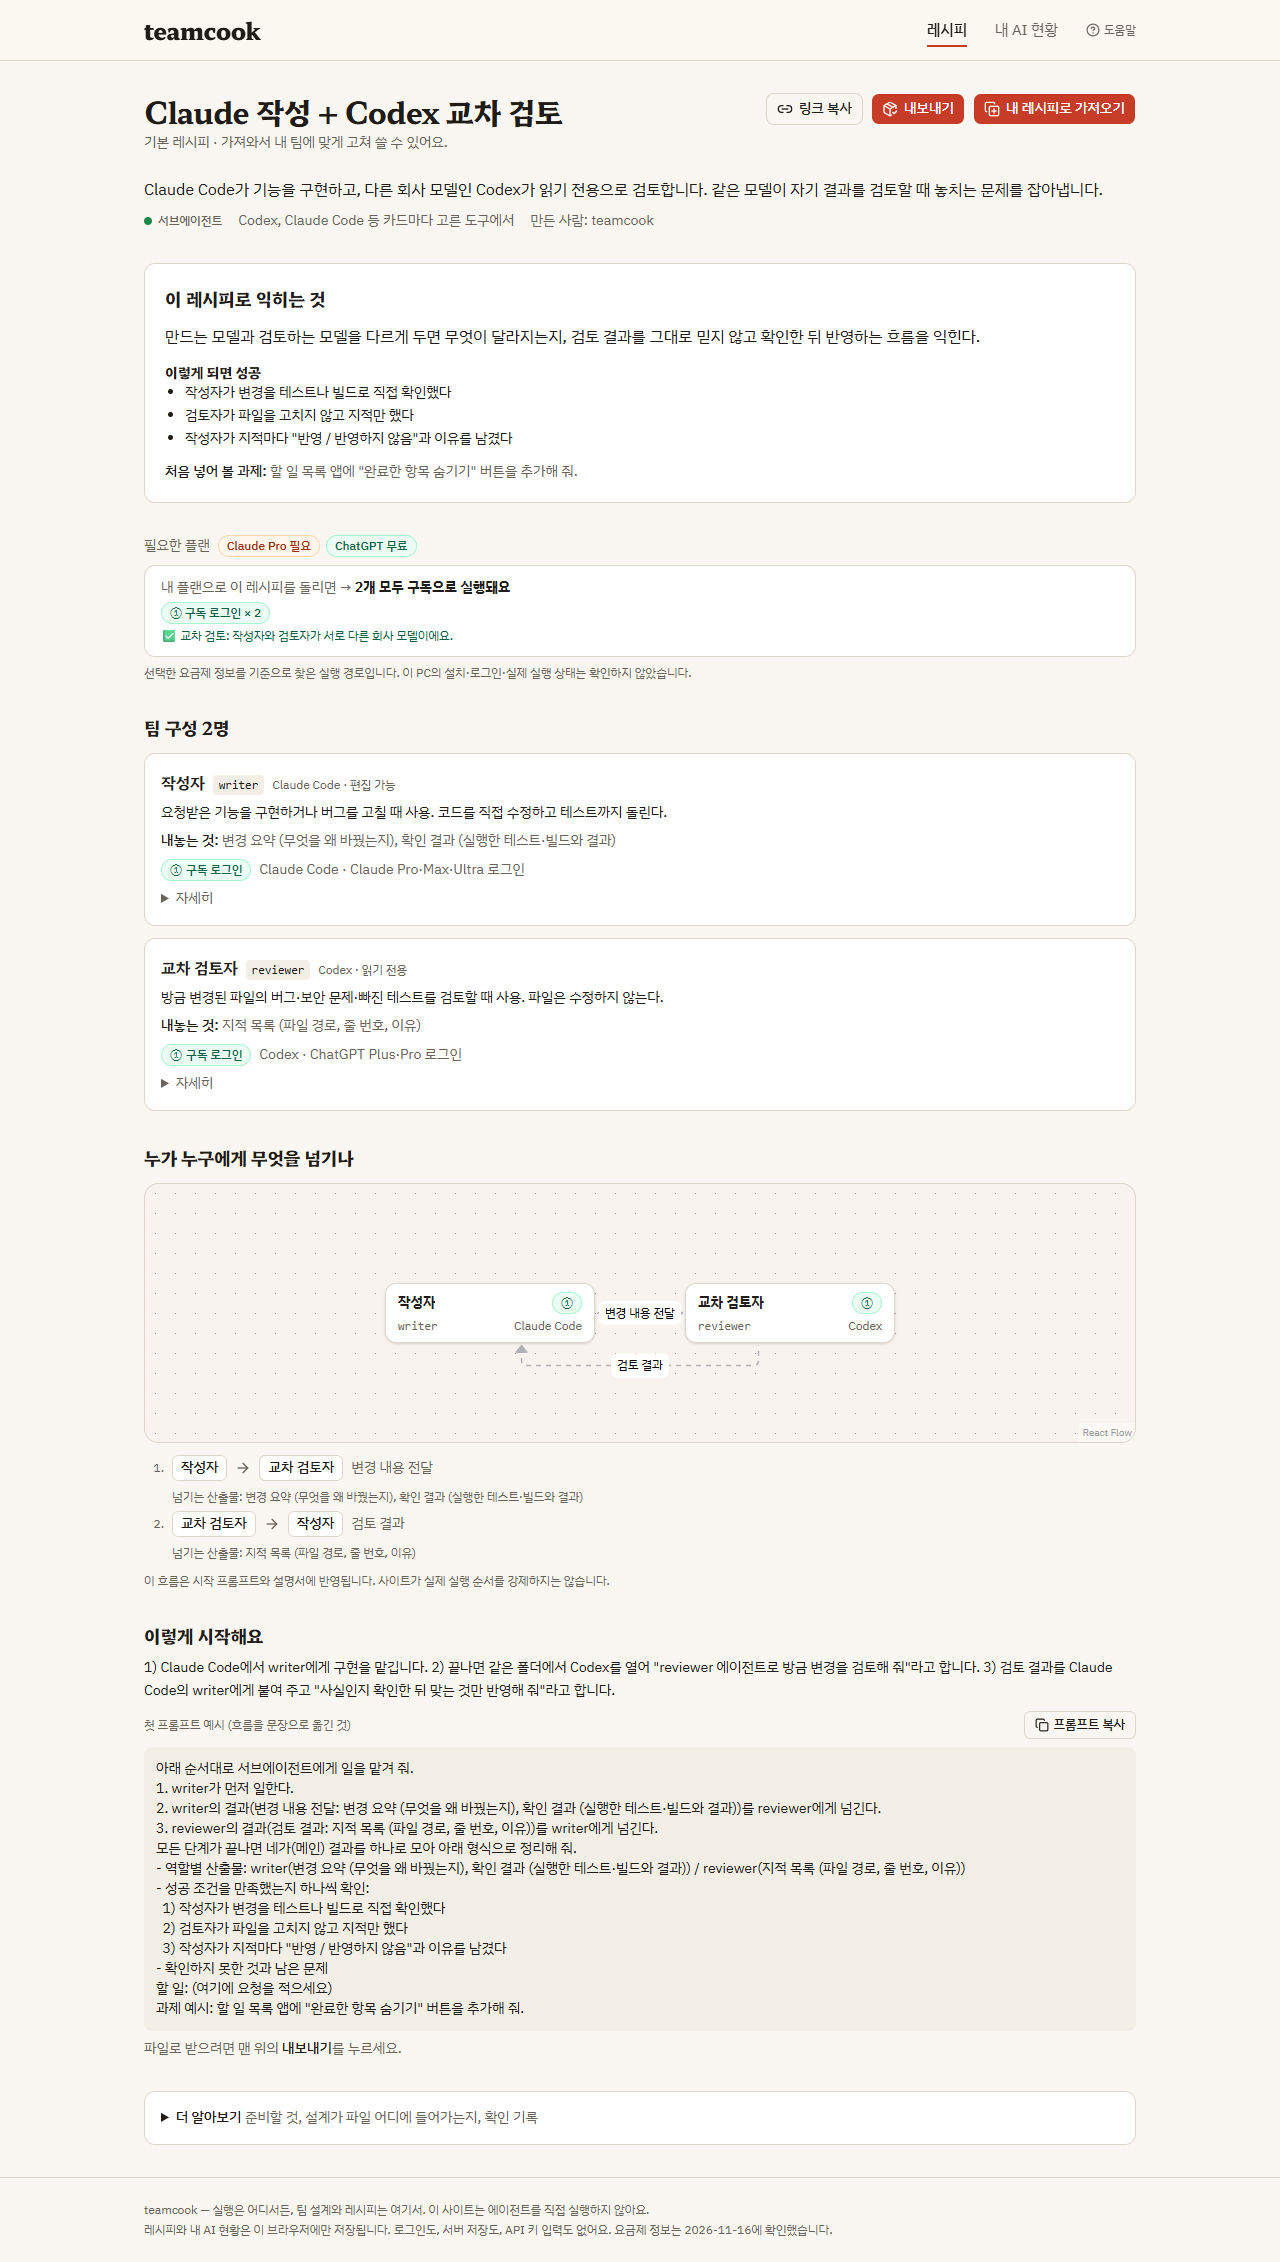 teamcook
레시피
내 AI 현황
도움말
Claude 작성 + Codex 교차 검토
링크 복사
내보내기
내 레시피로 가져오기
기본 레시피 · 가져와서 내 팀에 맞게 고쳐 쓸 수 있어요.
Claude Code가 기능을 구현하고, 다른 회사 모델인 Codex가 읽기 전용으로 검토합니다. 같은 모델이 자기 결과를 검토할 때 놓치는 문제를 잡아냅니다.
서브에이전트 Codex, Claude Code 등 카드마다 고른 도구에서 만든 사람: teamcook
이 레시피로 익히는 것
만드는 모델과 검토하는 모델을 다르게 두면 무엇이 달라지는지, 검토 결과를 그대로 믿지 않고 확인한 뒤 반영하는 흐름을 익힌다.
이렇게 되면 성공
• 작성자가 변경을 테스트나 빌드로 직접 확인했다
• 검토자가 파일을 고치지 않고 지적만 했다
• 작성자가 지적마다 "반영 / 반영하지 않음"과 이유를 남겼다
처음 넣어 볼 과제: 할 일 목록 앱에 "완료한 항목 숨기기" 버튼을 추가해 줘.
필요한 플랜 Claude Pro 필요 ChatGPT 무료
내 플랜으로 이 레시피를 돌리면 → 2개 모두 구독으로 실행돼요
① 구독 로그인 × 2
✅ 교차 검토: 작성자와 검토자가 서로 다른 회사 모델이에요.
선택한 요금제 정보를 기준으로 찾은 실행 경로입니다. 이 PC의 설치·로그인·실제 실행 상태는 확인하지 않았습니다.
팀 구성 2명
작성자 writer Claude Code · 편집 가능
요청받은 기능을 구현하거나 버그를 고칠 때 사용. 코드를 직접 수정하고 테스트까지 돌린다.
내놓는 것: 변경 요약 (무엇을 왜 바꿨는지), 확인 결과 (실행한 테스트·빌드와 결과)
① 구독 로그인 Claude Code · Claude Pro·Max·Ultra 로그인
▶ 자세히
교차 검토자 reviewer Codex · 읽기 전용
방금 변경된 파일의 버그·보안 문제·빠진 테스트를 검토할 때 사용. 파일은 수정하지 않는다.
내놓는 것: 지적 목록 (파일 경로, 줄 번호, 이유)
① 구독 로그인 Codex · ChatGPT Plus·Pro 로그인
▶ 자세히
누가 누구에게 무엇을 넘기나
작성자 ①
writer Claude Code
변경 내용 전달
교차 검토자 ①
reviewer Codex
검토 결과
React Flow
1. 작성자 → 교차 검토자 변경 내용 전달
넘기는 산출물: 변경 요약 (무엇을 왜 바꿨는지), 확인 결과 (실행한 테스트·빌드와 결과)
2. 교차 검토자 → 작성자 검토 결과
넘기는 산출물: 지적 목록 (파일 경로, 줄 번호, 이유)
이 흐름은 시작 프롬프트와 설명서에 반영됩니다. 사이트가 실제 실행 순서를 강제하지는 않습니다.
이렇게 시작해요
1) Claude Code에서 writer에게 구현을 맡깁니다. 2) 끝나면 같은 폴더에서 Codex를 열어 "reviewer 에이전트로 방금 변경을 검토해 줘"라고 합니다. 3) 검토 결과를 Claude
Code의 writer에게 붙여 주고 "사실인지 확인한 뒤 맞는 것만 반영해 줘"라고 합니다.
첫 프롬프트 예시 (흐름을 문장으로 옮긴 것)
프롬프트 복사
아래 순서대로 서브에이전트에게 일을 맡겨 줘.
1. writer가 먼저 일한다.
2. writer의 결과(변경 내용 전달: 변경 요약 (무엇을 왜 바꿨는지), 확인 결과 (실행한 테스트·빌드와 결과))를 reviewer에게 넘긴다.
3. reviewer의 결과(검토 결과: 지적 목록 (파일 경로, 줄 번호, 이유))를 writer에게 넘긴다.
모든 단계가 끝나면 네가(메인) 결과를 하나로 모아 아래 형식으로 정리해 줘.
- 역할별 산출물: writer(변경 요약 (무엇을 왜 바꿨는지), 확인 결과 (실행한 테스트·빌드와 결과)) / reviewer(지적 목록 (파일 경로, 줄 번호, 이유))
- 성공 조건을 만족했는지 하나씩 확인:
1) 작성자가 변경을 테스트나 빌드로 직접 확인했다
2) 검토자가 파일을 고치지 않고 지적만 했다
3) 작성자가 지적마다 "반영 / 반영하지 않음"과 이유를 남겼다
- 확인하지 못한 것과 남은 문제
할 일: (여기에 요청을 적으세요)
과제 예시: 할 일 목록 앱에 "완료한 항목 숨기기" 버튼을 추가해 줘.
파일로 받으려면 맨 위의 내보내기를 누르세요.
▶ 더 알아보기 준비할 것, 설계가 파일 어디에 들어가는지, 확인 기록
teamcook — 실행은 어디서든, 팀 설계와 레시피는 여기서. 이 사이트는 에이전트를 직접 실행하지 않아요.
레시피와 내 AI 현황은 이 브라우저에만 저장됩니다. 로그인도, 서버 저장도, API 키 입력도 없어요. 요금제 정보는 2026-11-16에 확인했습니다.